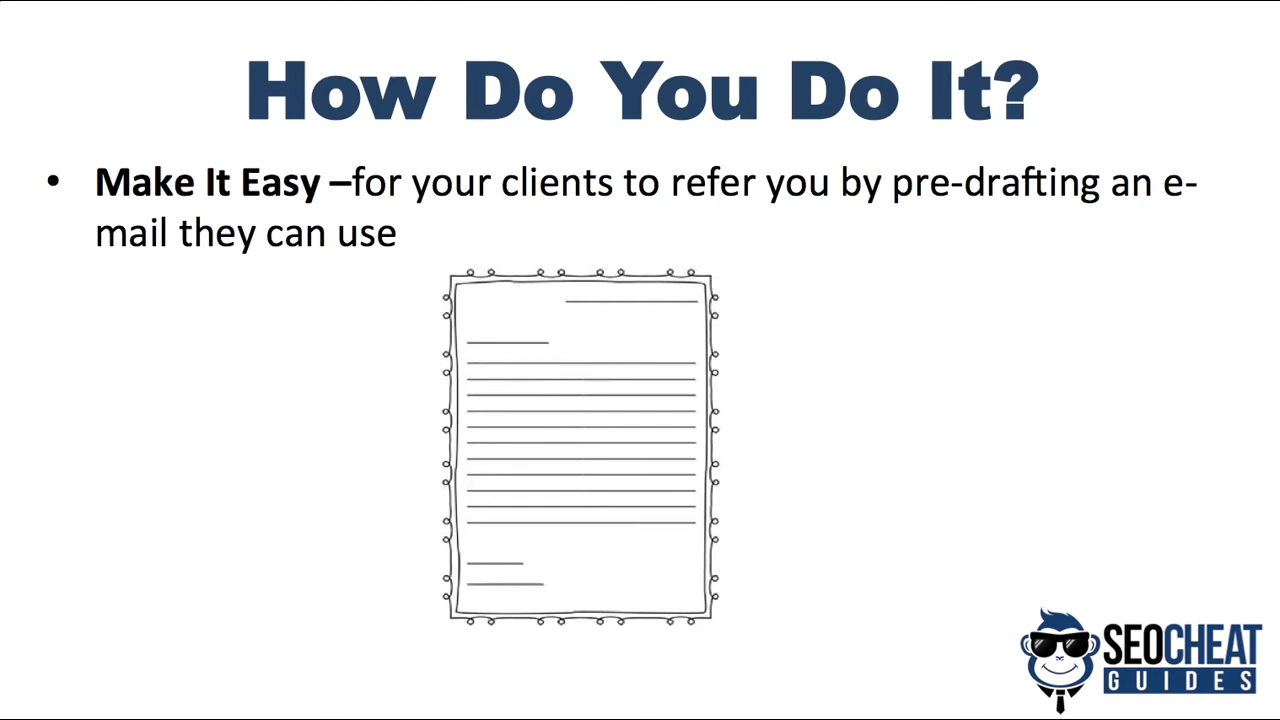 How Do You Do It?
• Make It Easy –for your clients to refer you by pre-drafting an e-
mail they can use
SEOCHEAT
GUIDES